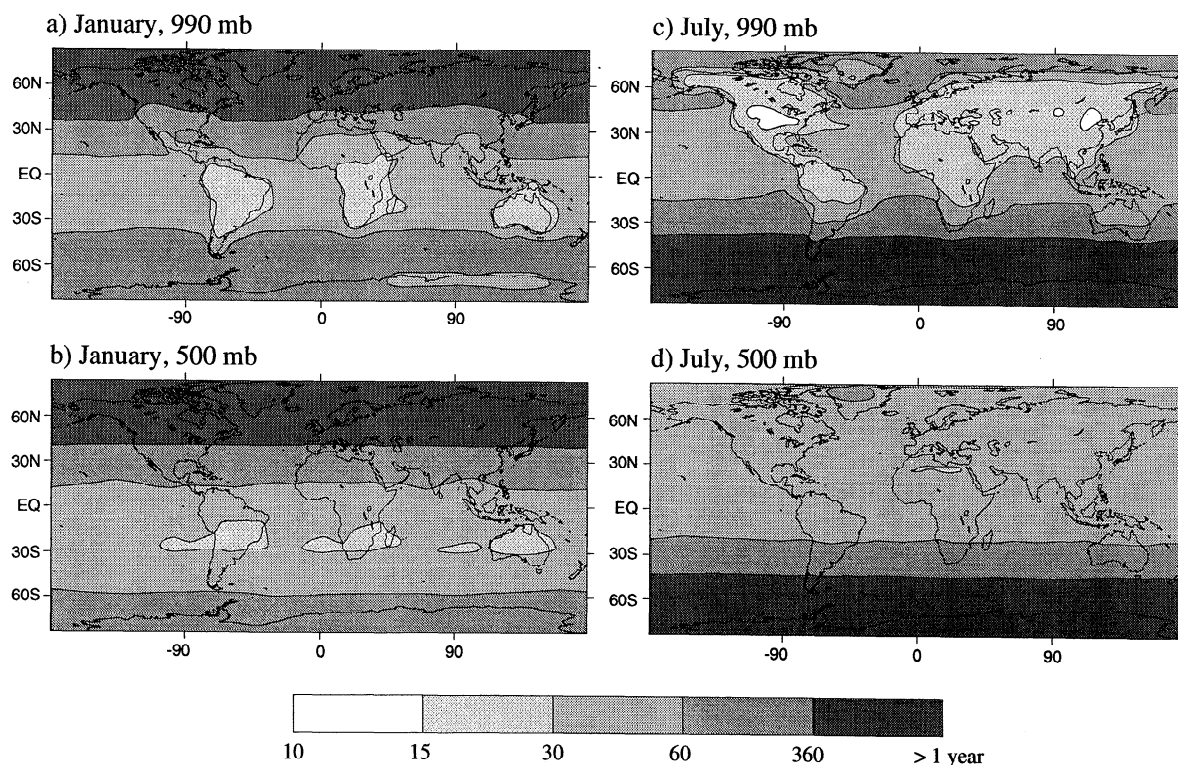 a) January, 990 mb
60N
30N
EQ
30S
60S
-90
0
90
c) July, 990 mb
60N
30N
EQ
30S
60S
-90
0
90
b) January, 500 mb
60N
30N
EQ
30S
60S
-90
0
90
d) July, 500 mb
60N
30N
EQ
30S
60S
-90
0
90
10 15 30 60 360 > 1 year